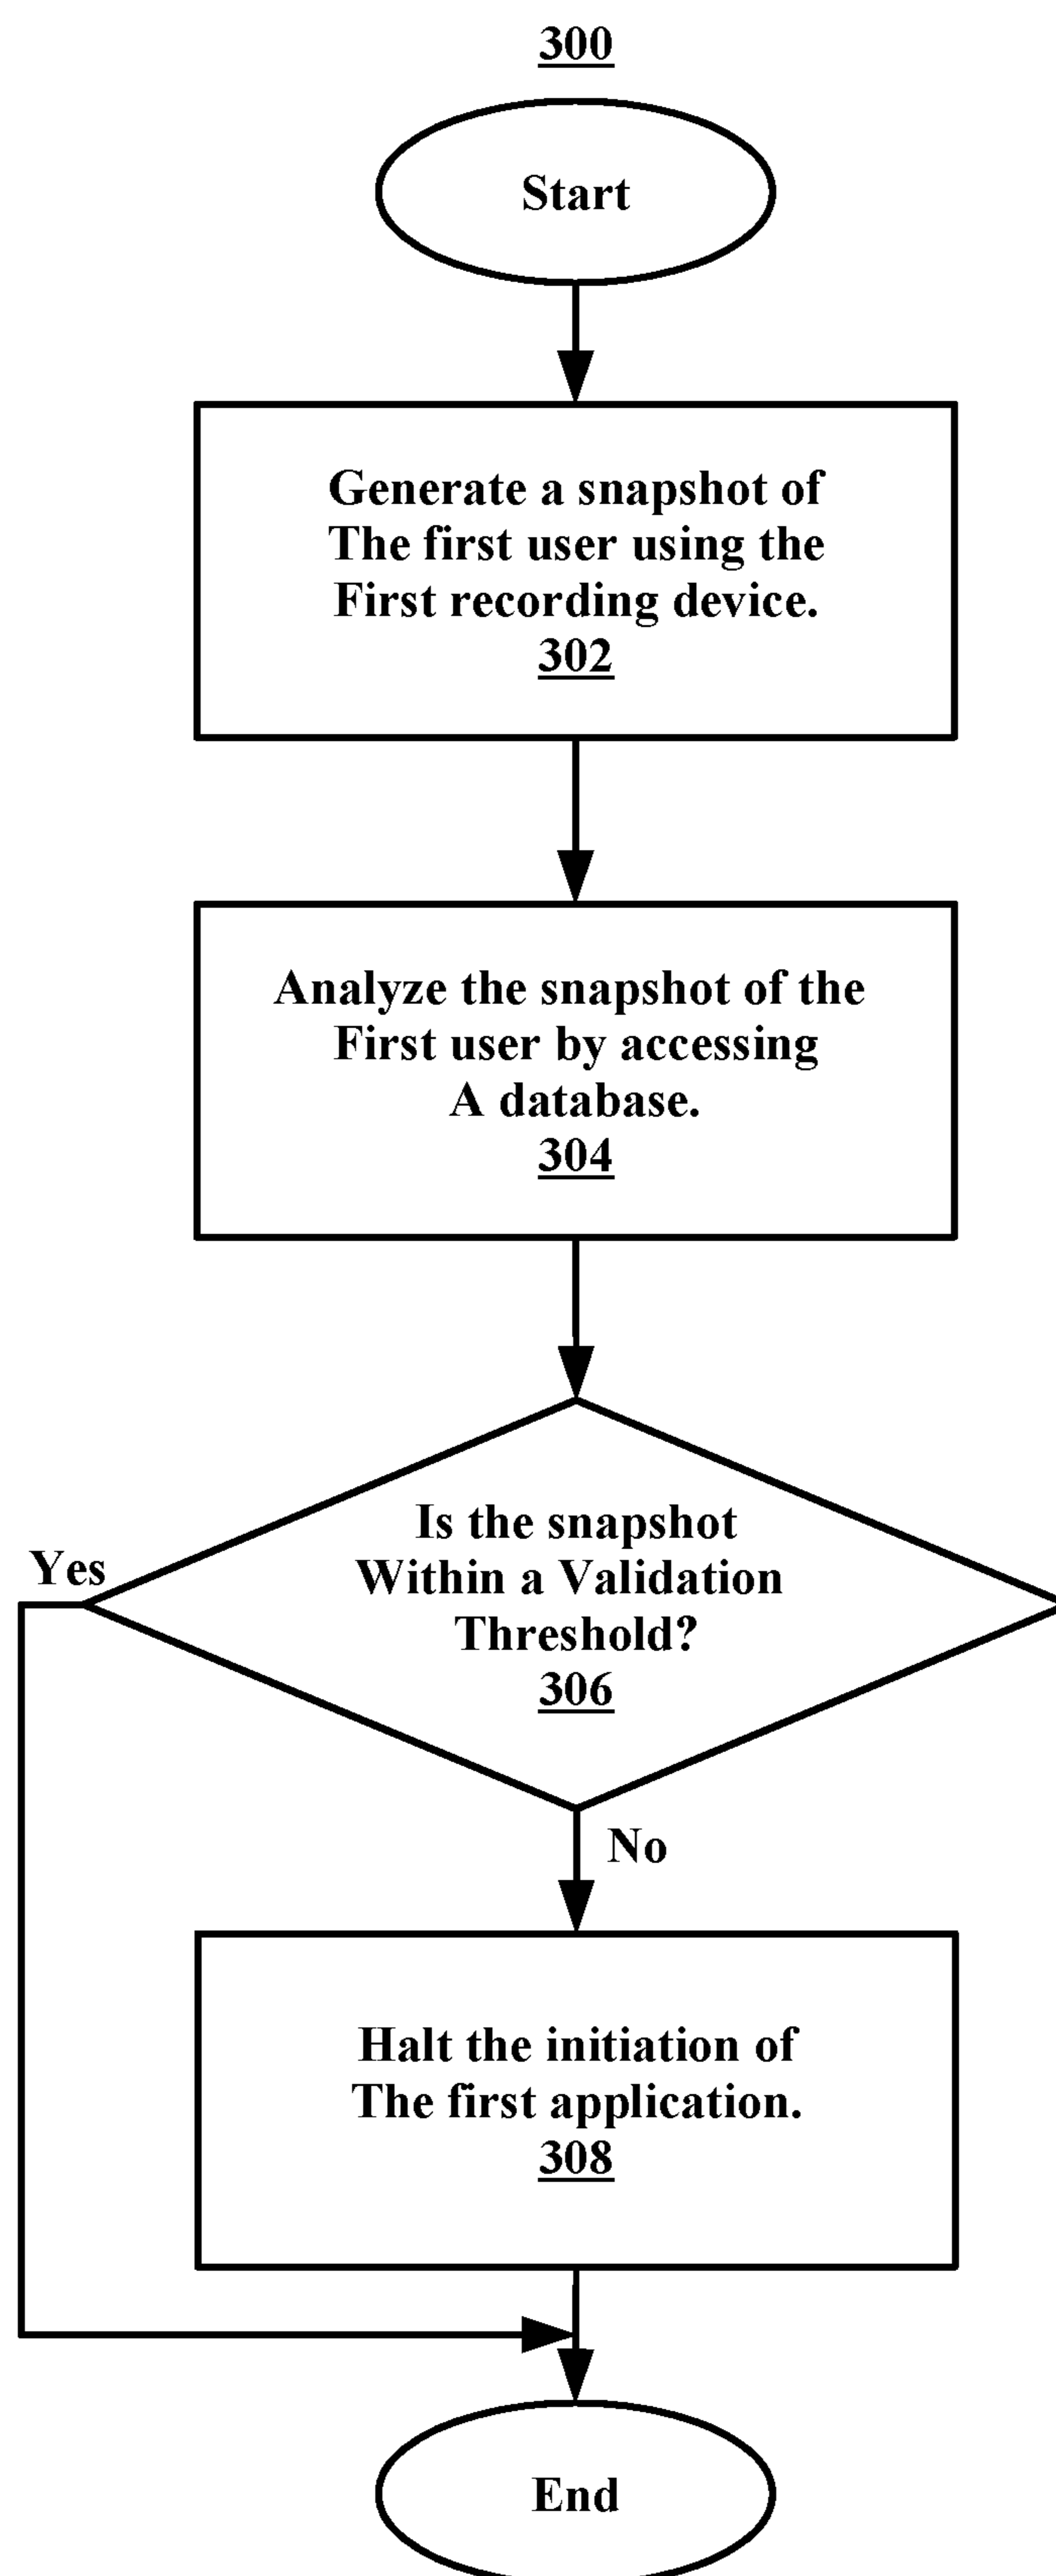 300
Start
Generate a snapshot of
The first user using the
First recording device.
302
Analyze the snapshot of the
First user by accessing
A database.
304
Is the snapshot
Within a Validation
Threshold?
306
Yes
No
Halt the initiation of
The first application.
308
End